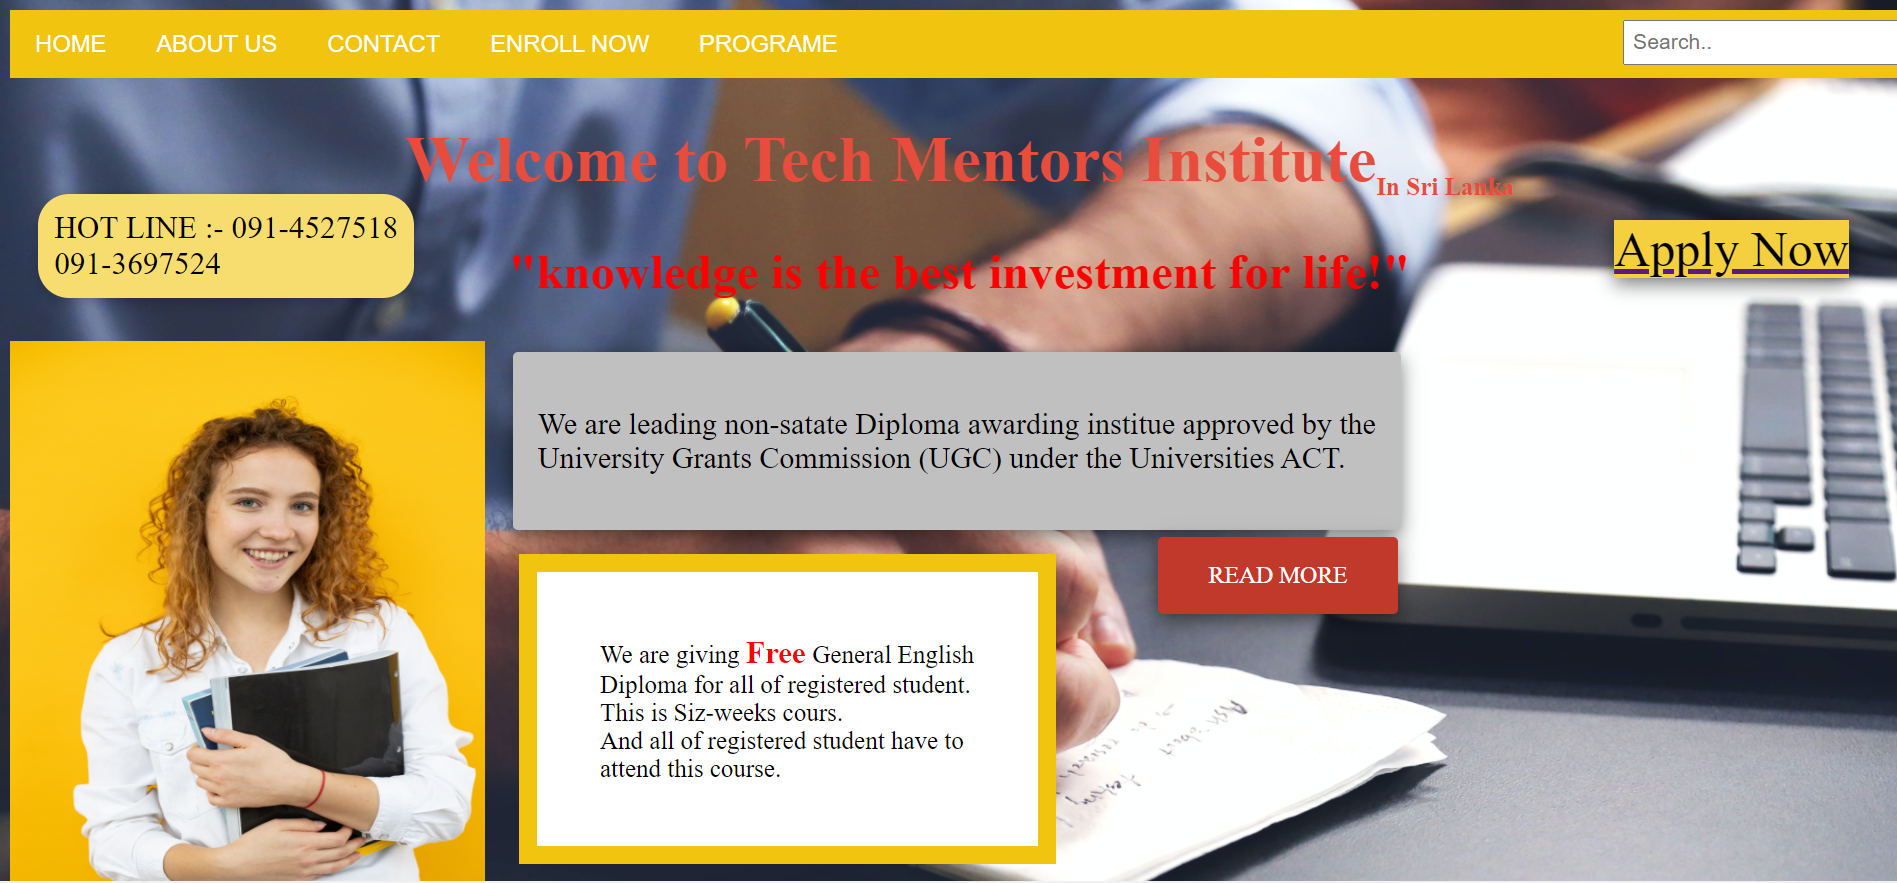 HOME ABOUT US CONTACT ENROLL NOW PROGRAME
Search..
Welcome to Tech Mentors Institute In Sri Lanka
HOT LINE :- 091-4527518
091-3697524
"knowledge is the best investment for life!"
Apply Now
We are leading non-satate Diploma awarding institue approved by the
University Grants Commission (UGC) under the Universities ACT.
READ MORE
We are giving Free General English
Diploma for all of registered student.
This is Siz-weeks cours.
And all of registered student have to
attend this course.